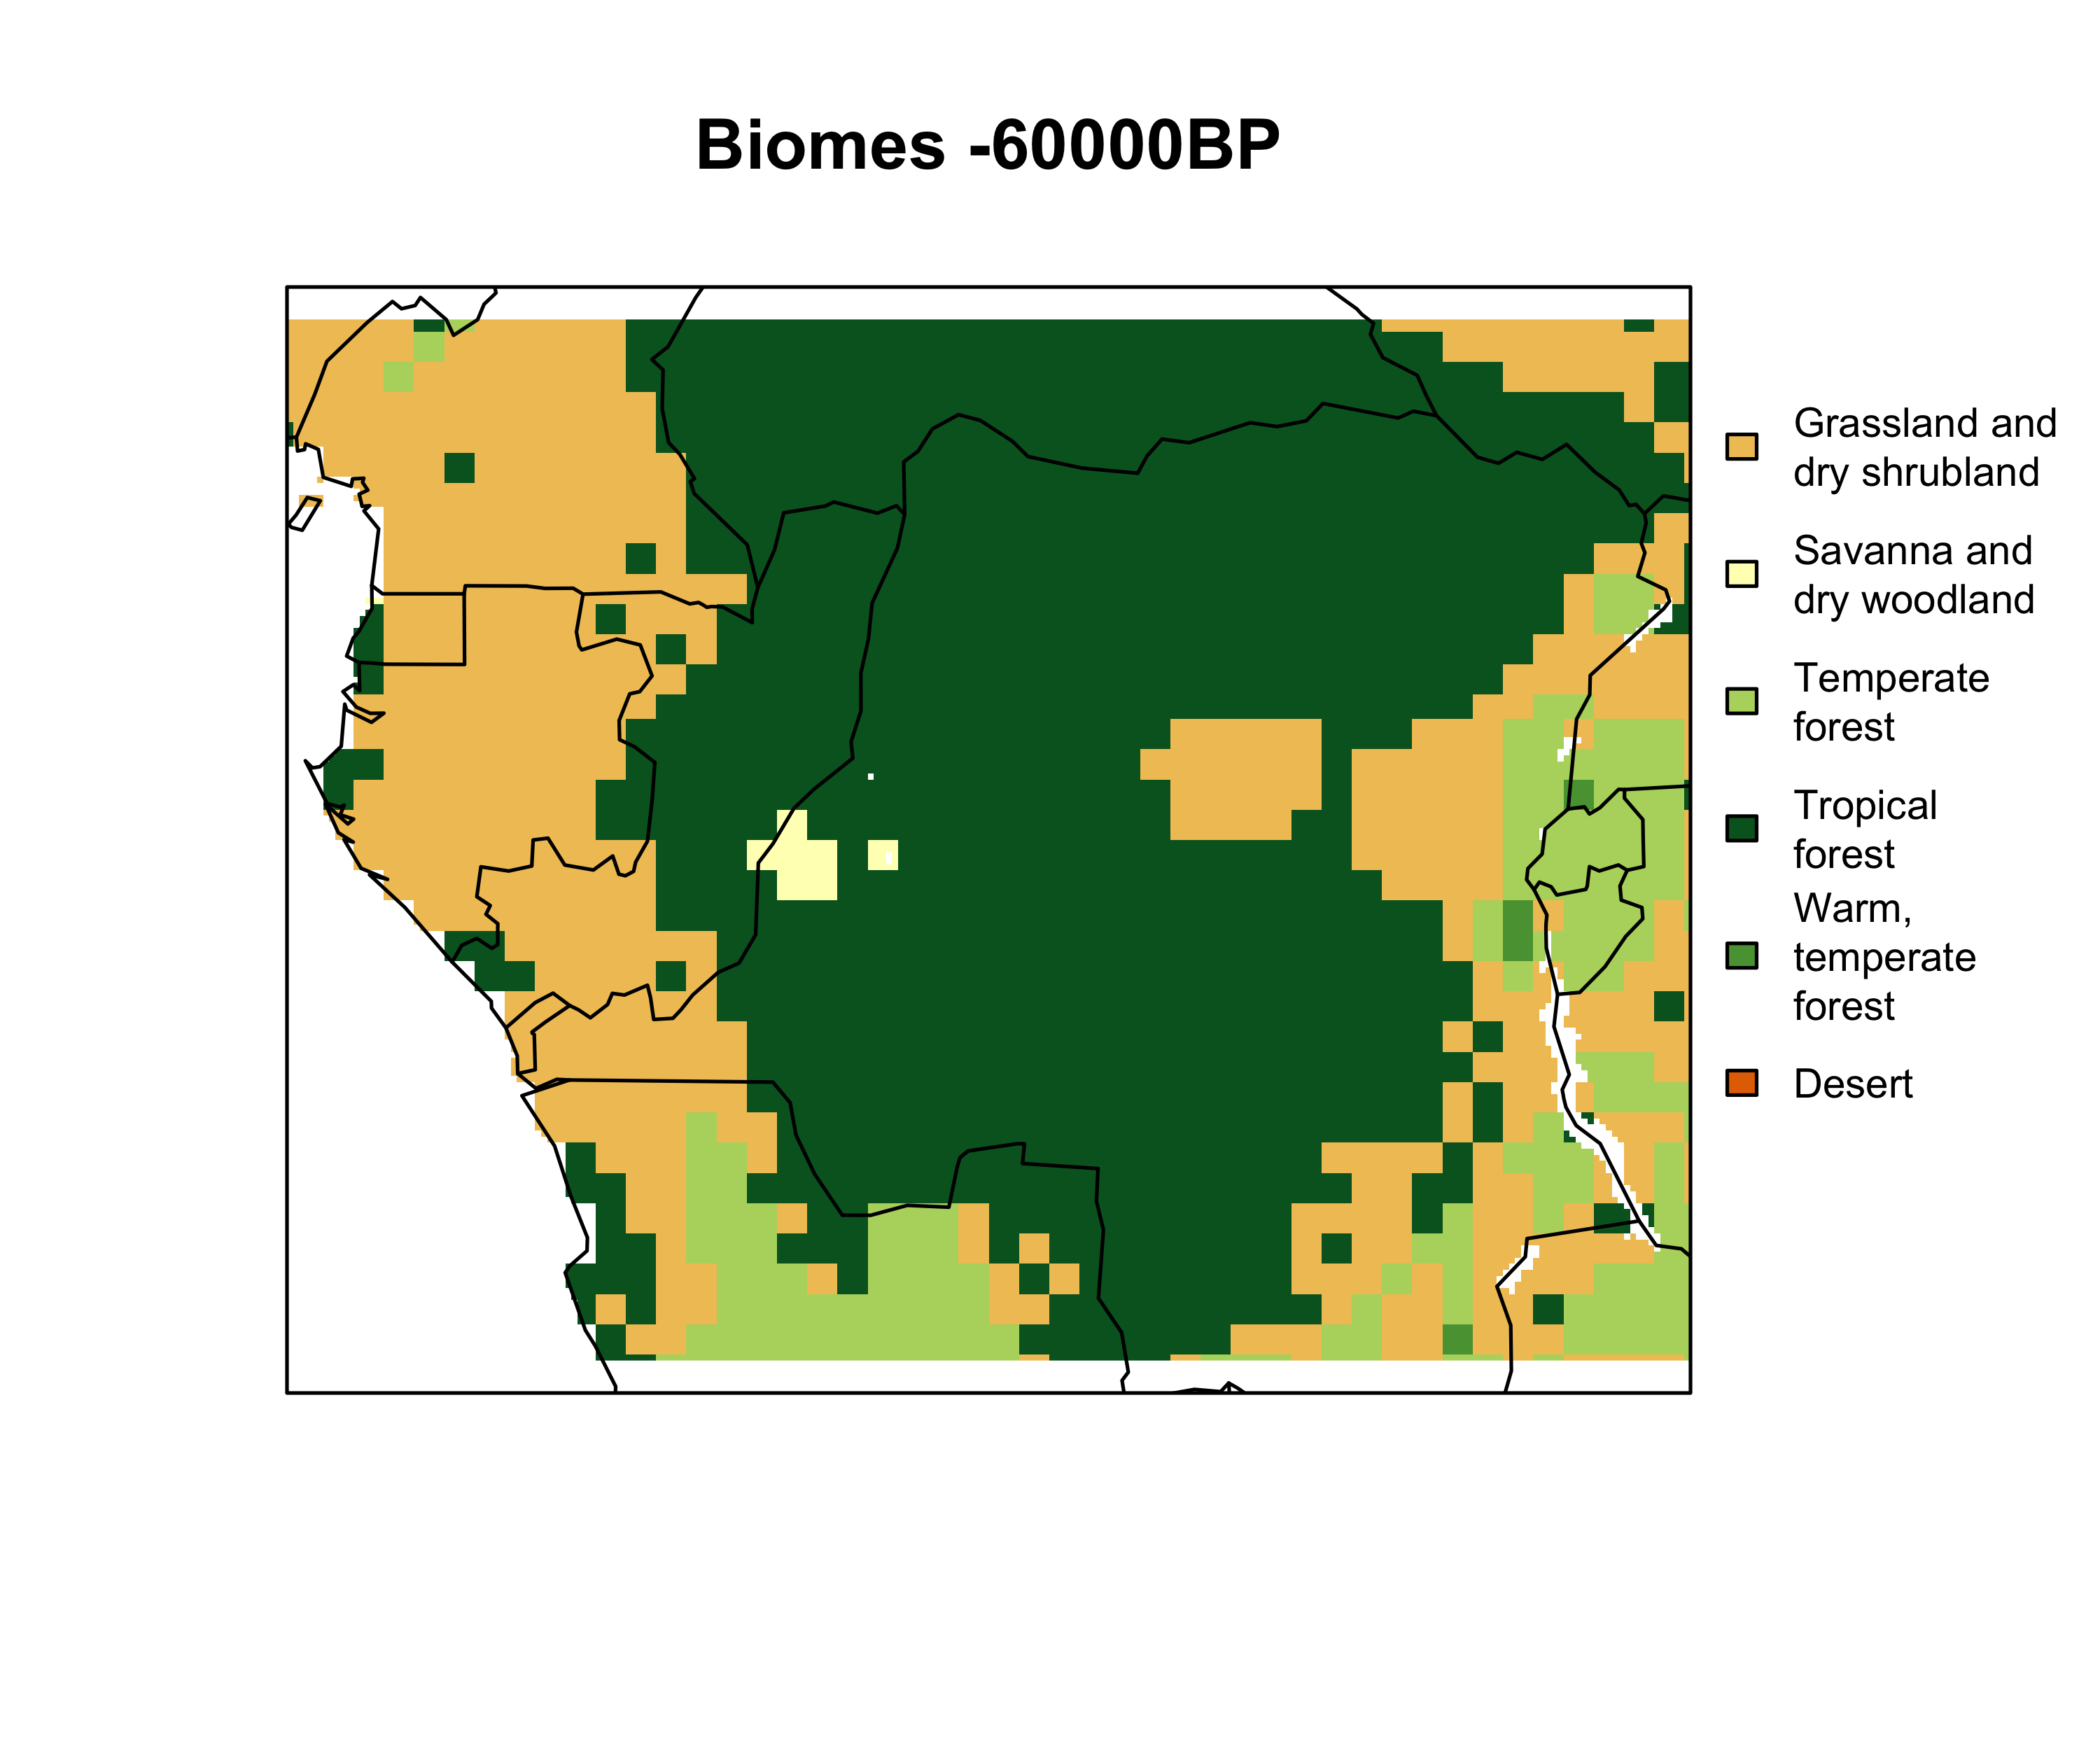 Biomes -60000BP
Grassland and
dry shrubland
Savanna and
dry woodland
Temperate
forest
Tropical
forest
Warm,
temperate
forest
Desert